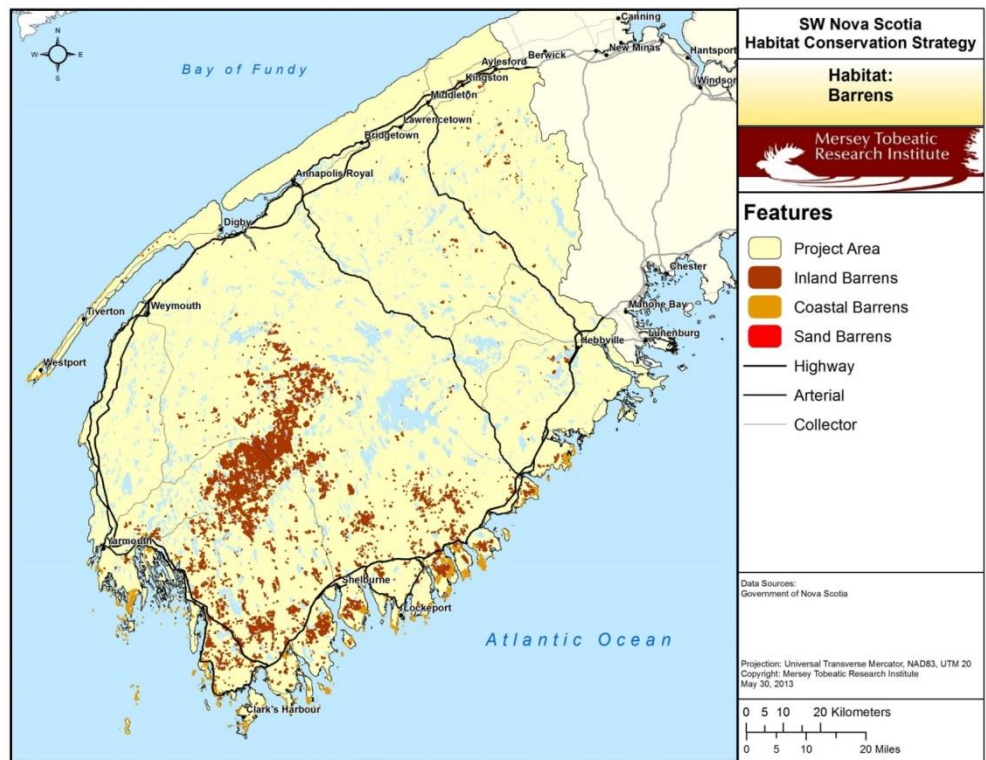 N
W
E
S
Bay of Fundy
Canning
New Minas
Hantsport
Berwick
Aylesford
Windsor
Kingston
Middleton
Lawrencetown
Bridgetown
Annapolis Royal
Digby
Chester
Mahone Bay
Tiverton
Weymouth
Lunenburg
Hebbville
Westport
Yarmouth
Shelburne
Lockeport
Atlantic Ocean
Clark's Harbour
SW Nova Scotia
Habitat Conservation Strategy
Habitat:
Barrens
Mersey Tobeatic
Research Institute
Features
Project Area
Inland Barrens
Coastal Barrens
Sand Barrens
Highway
Arterial
Collector
Data Sources:
Government of Nova Scotia
Projection: Universal Transverse Mercator, NAD83, UTM 20
Copyright: Mersey Tobeatic Research Institute
May 30, 2013
0 5 10 20 Kilometers
0 5 10 20 Miles